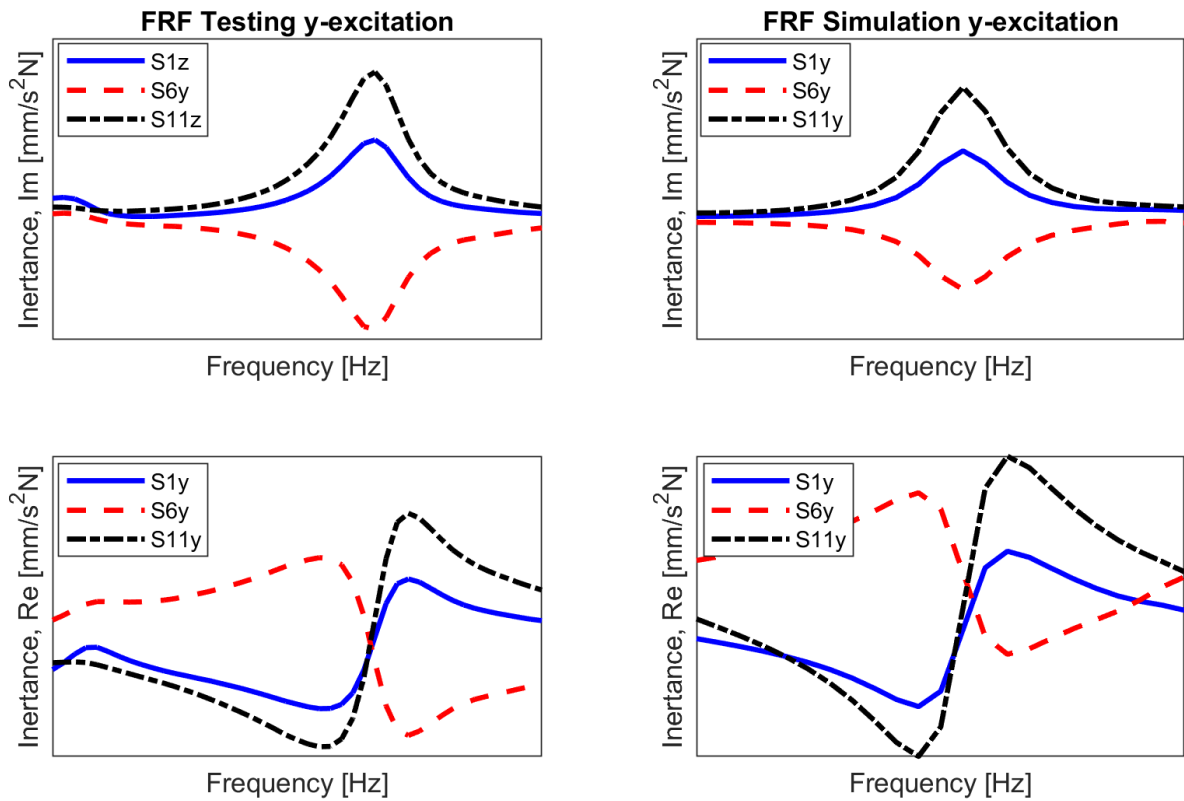 FRF Testing y-excitation
S1z
S6y
S11z
Inertance, Im [mm/s²N]
Frequency [Hz]
FRF Simulation y-excitation
S1y
S6y
S11y
Inertance, Im [mm/s²N]
Frequency [Hz]
S1y
S6y
S11y
Inertance, Re [mm/s²N]
Frequency [Hz]
S1y
S6y
S11y
Inertance, Re [mm/s²N]
Frequency [Hz]